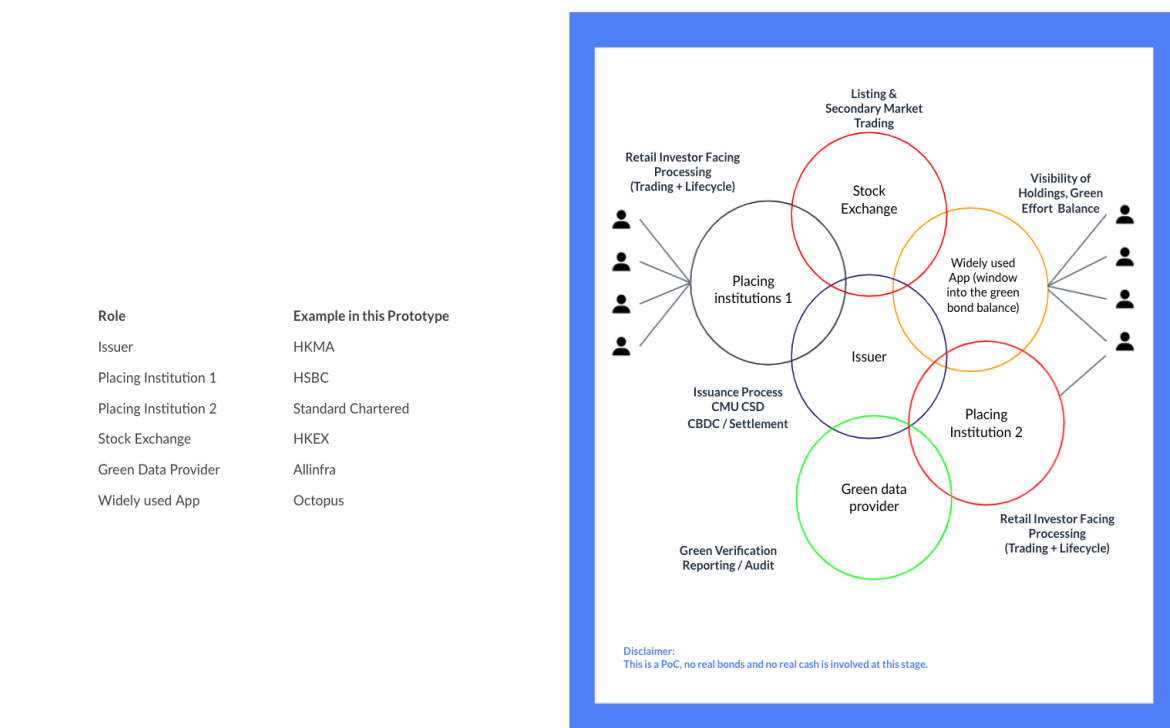 Role Example in this Prototype
Issuer HKMA
Placing Institution 1 HSBC
Placing Institution 2 Standard Chartered
Stock Exchange HKEX
Green Data Provider Allinfra
Widely used App Octopus
Listing &
Secondary Market
Trading
Retail Investor Facing
Processing
(Trading + Lifecycle)
Visibility of
Holdings, Green
Effort Balance
Stock
Exchange
Placing
institutions 1
Widely used
App (window
into the green
bond balance)
Issuer
Issuance Process
CMU CSD
CBDC / Settlement
Placing
Institution 2
Green data
provider
Retail Investor Facing
Processing
(Trading + Lifecycle)
Green Verification
Reporting / Audit
Disclaimer:
This is a PoC, no real bonds and no real cash is involved at this stage.